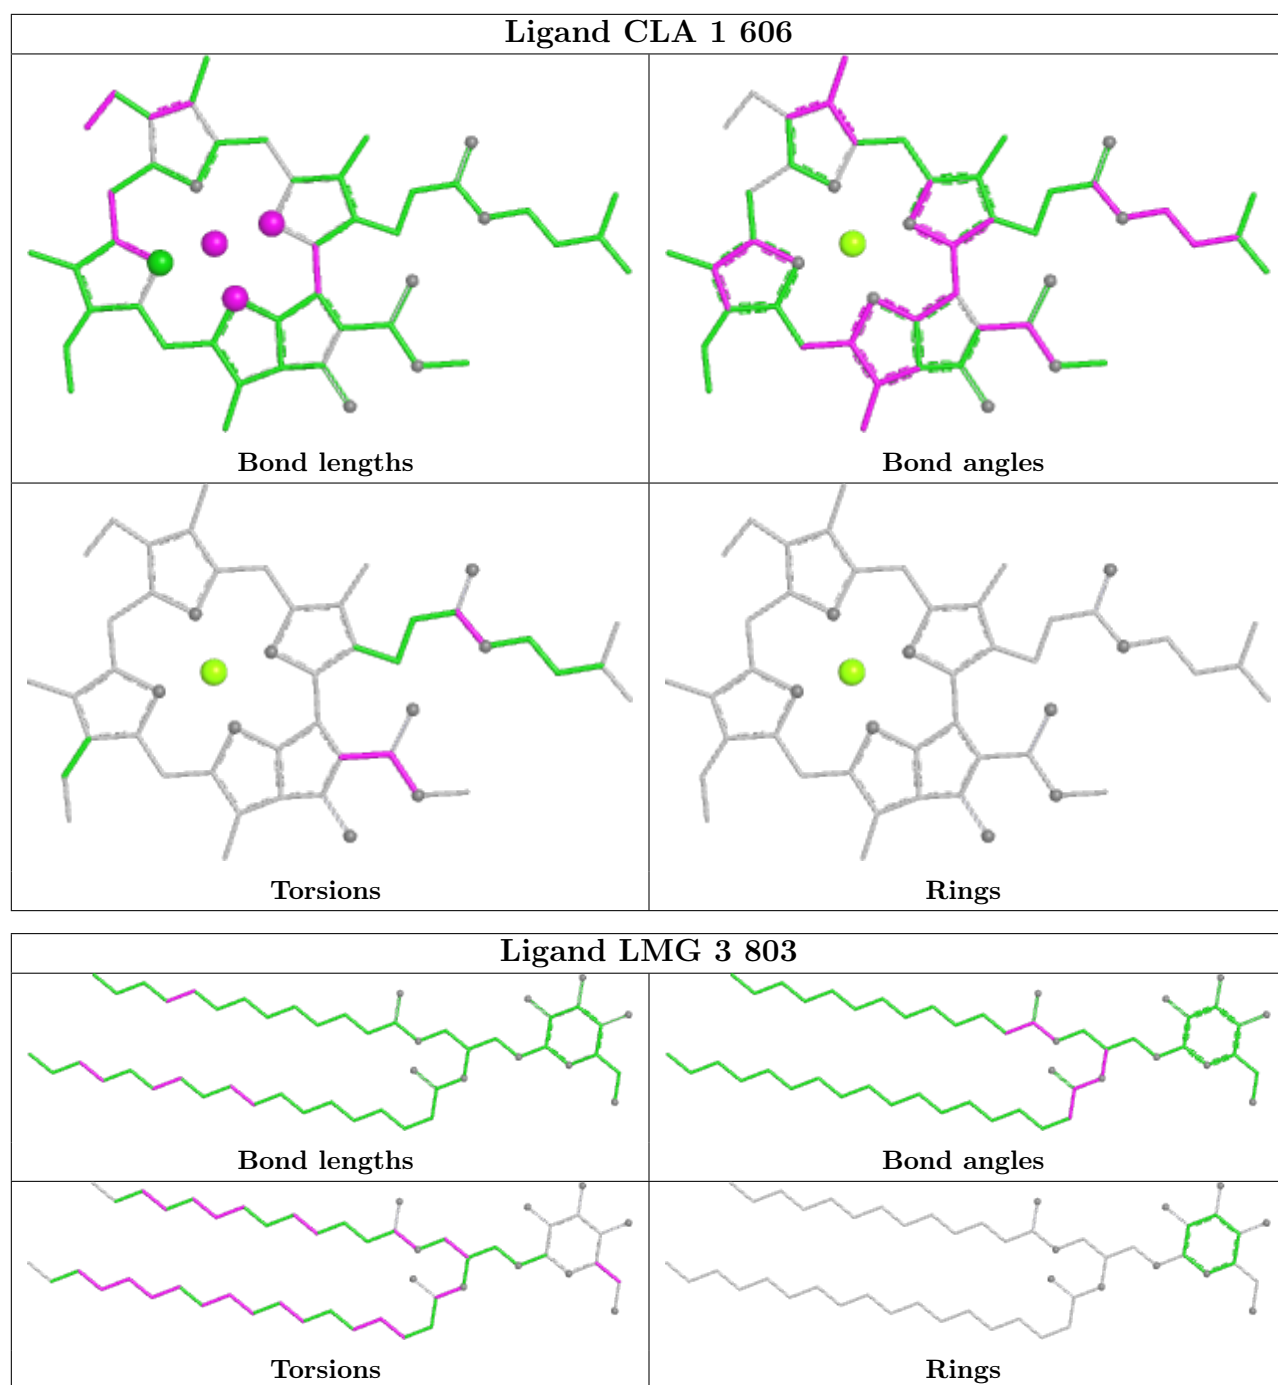 Ligand CLA 1 606
Bond lengths
Bond angles
Torsions
Rings
Ligand LMG 3 803
Bond lengths
Bond angles
Torsions
Rings